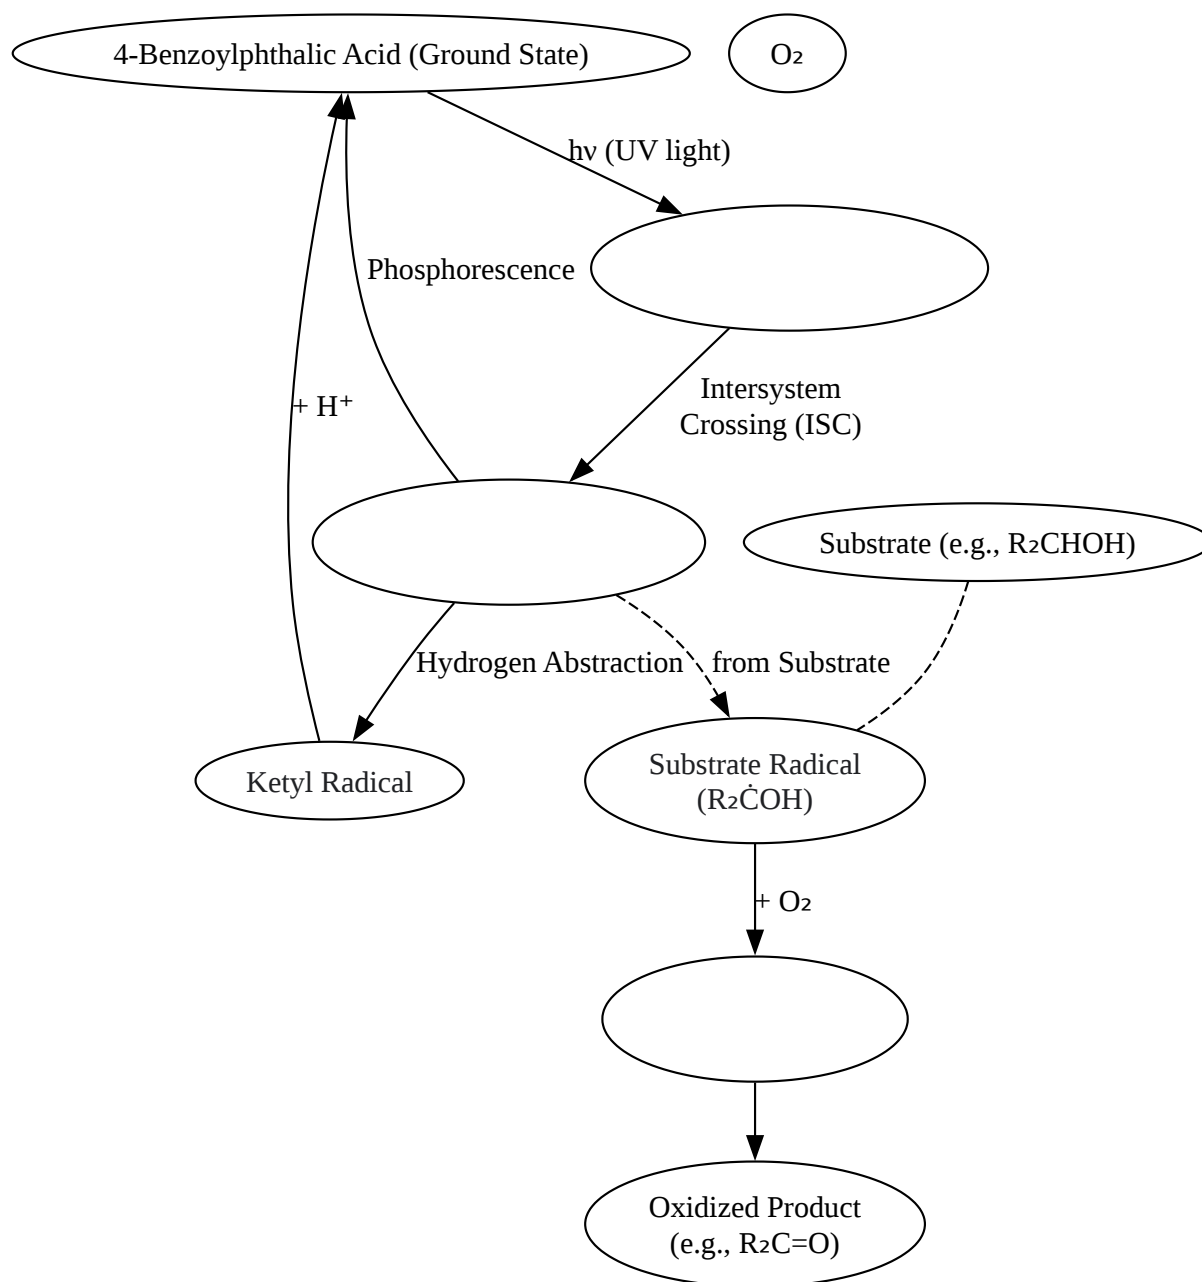 4-Benzoylphthalic Acid (Ground State)
O₂
hν (UV light)
Phosphorescence
Intersystem
Crossing (ISC)
+ H⁺
Substrate (e.g., R₂CHOH)
Hydrogen Abstraction
from Substrate
Ketyl Radical
Substrate Radical
(R₂ĊOH)
+ O₂
Oxidized Product
(e.g., R₂C=O)